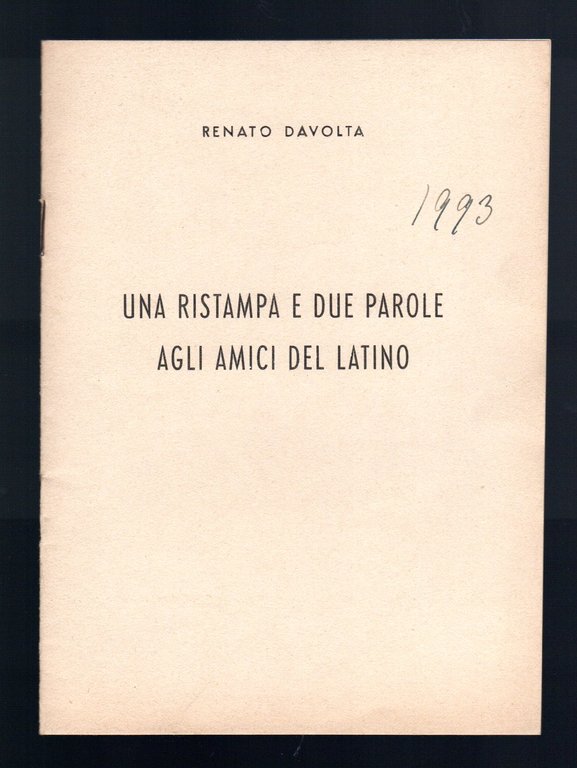 RENATO DAVOLTA
1993
UNA RISTAMPA E DUE PAROLE
AGLI AMICI DEL LATINO